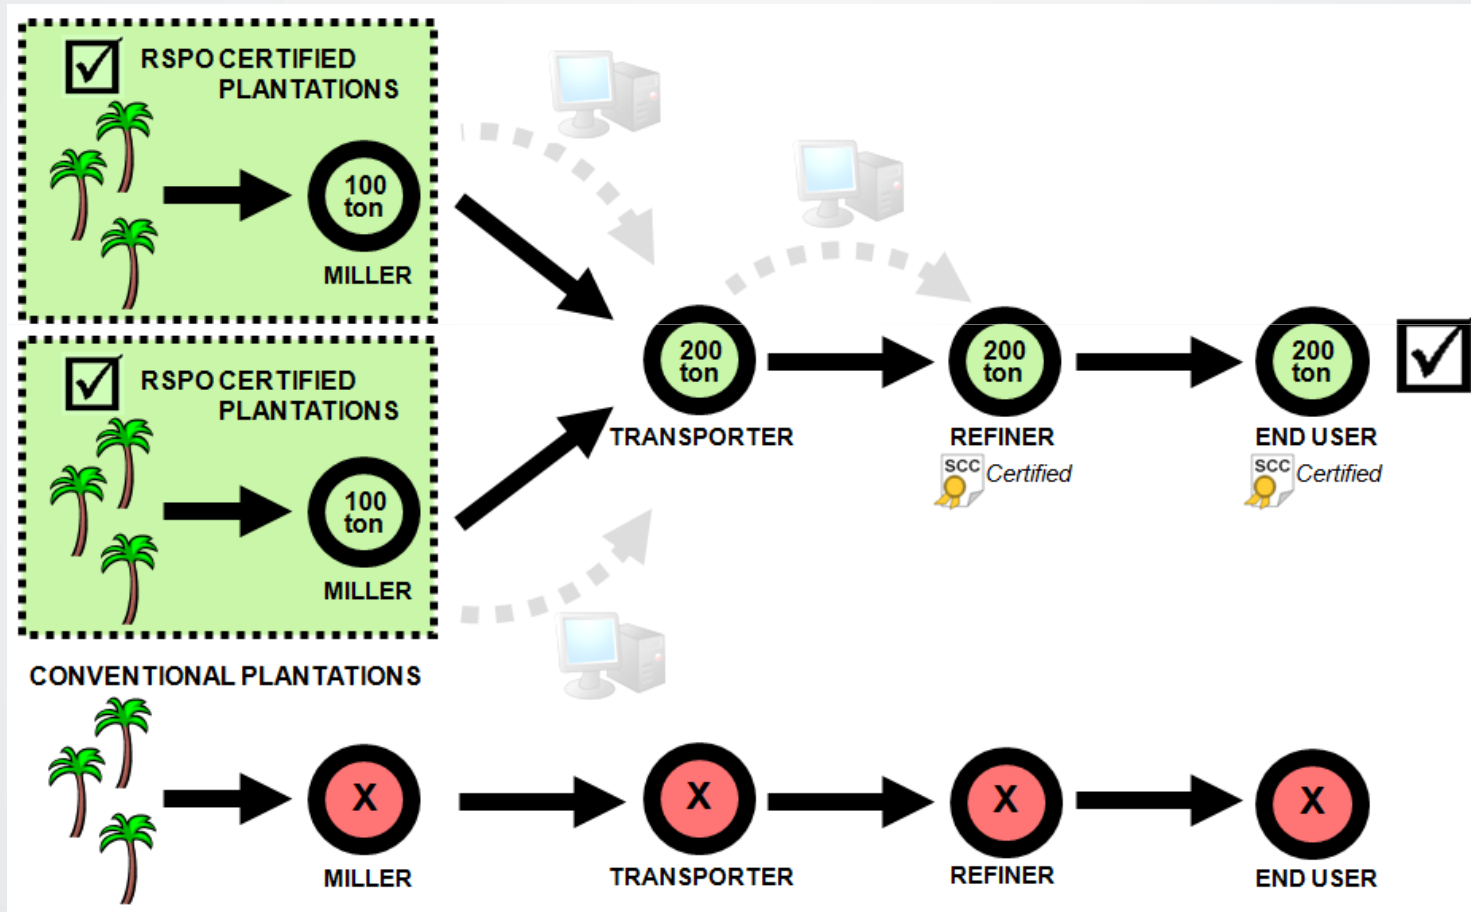 RSPO CERTIFIED
PLANTATIONS
100
ton
MILLER
RSPO CERTIFIED
PLANTATIONS
100
ton
MILLER
200
ton
TRANSPORTER
200
ton
REFINER
SCC Certified
200
ton
END USER
SCC Certified
CONVENTIONAL PLANTATIONS
X
MILLER
X
TRANSPORTER
X
REFINER
X
END USER